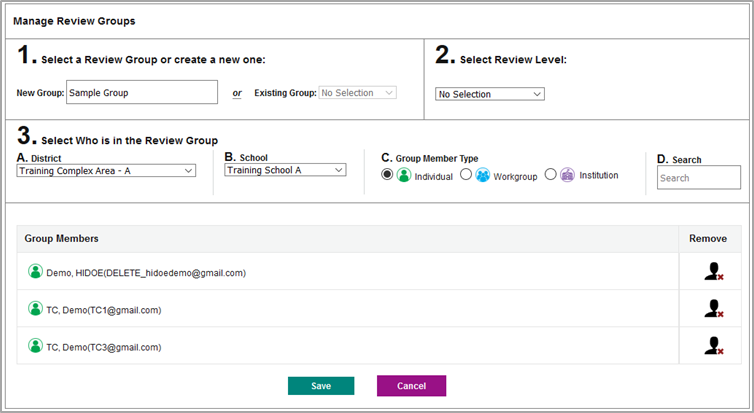 Manage Review Groups
1. Select a Review Group or create a new one:
New Group: Sample Group or Existing Group: No Selection
2. Select Review Level:
No Selection
3. Select Who is in the Review Group
A. District
Training Complex Area - A
B. School
Training School A
C. Group Member Type
Individual Workgroup Institution
D. Search
Search
Group Members Remove
Demo, HIDOE(DELETE_hidoedemo@gmail.com)
TC, Demo(TC1@gmail.com)
TC, Demo(TC3@gmail.com)
Save Cancel